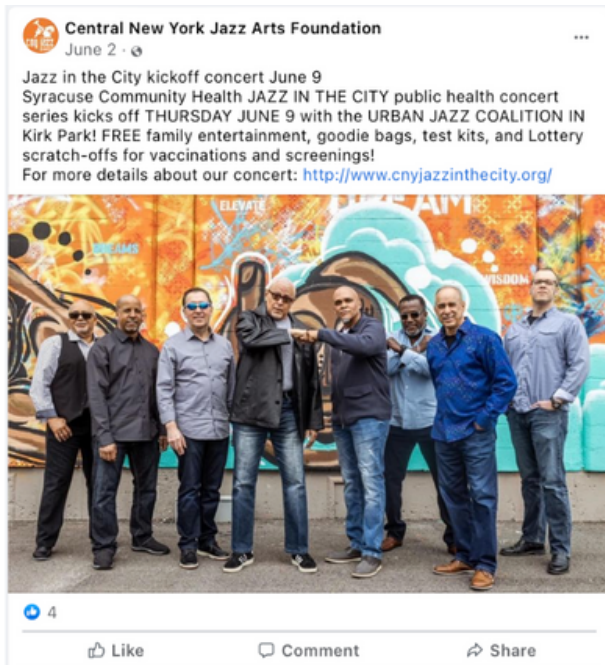 Central New York Jazz Arts Foundation
June 2 ·
Jazz in the City kickoff concert June 9
Syracuse Community Health JAZZ IN THE CITY public health concert
series kicks off THURSDAY JUNE 9 with the URBAN JAZZ COALITION IN
Kirk Park! FREE family entertainment, goodie bags, test kits, and Lottery
scratch-offs for vaccinations and screenings!
For more details about our concert: http://www.cnyjazzinthecity.org/
ELEVATE
DREAM
DREAMS
WISDOM
4
Like Comment Share